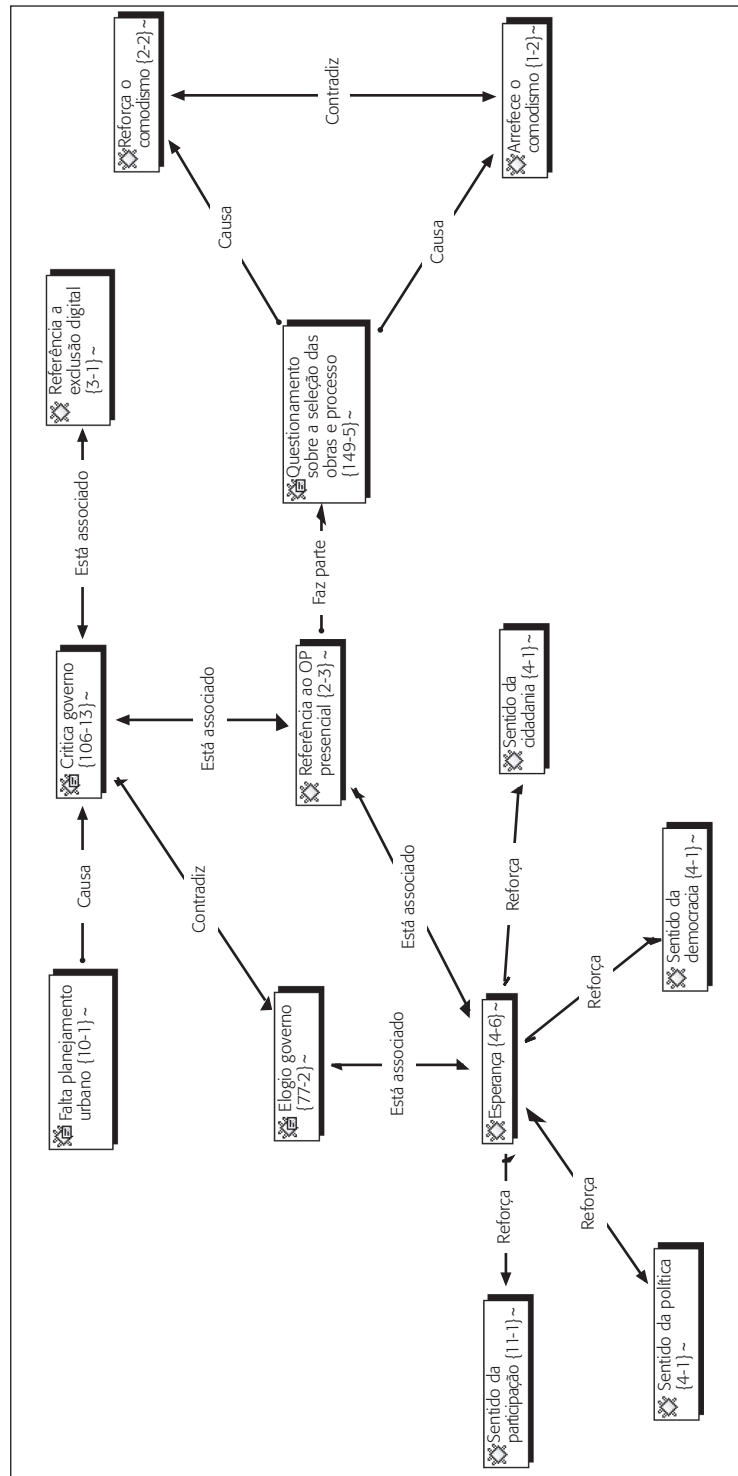 Falta planejamento
urbano {10-1}~
Causa
Critica governo
{106-13}~
Está associado
Referência a
exclusão digital
{3-1}~
Reforça o
comodismo {2-2}~
Contradiz
Está associado
Causa
Contradiz
Elogio governo
{77-2}~
Referência ao OP
presencial {2-3}~
Faz parte
Questionamento
sobre a seleção das
obras e processo
{149-5}~
Está associado
Está associado
Causa
Arrefece o
comodismo {1-2}~
Sentido da
participação {11-1}~
Reforça
Esperança {4-6}~
Reforça
Sentido da
cidadania {4-1}~
Reforça
Reforça
Sentido da política
{4-1}~
Sentido da
democracia {4-1}~